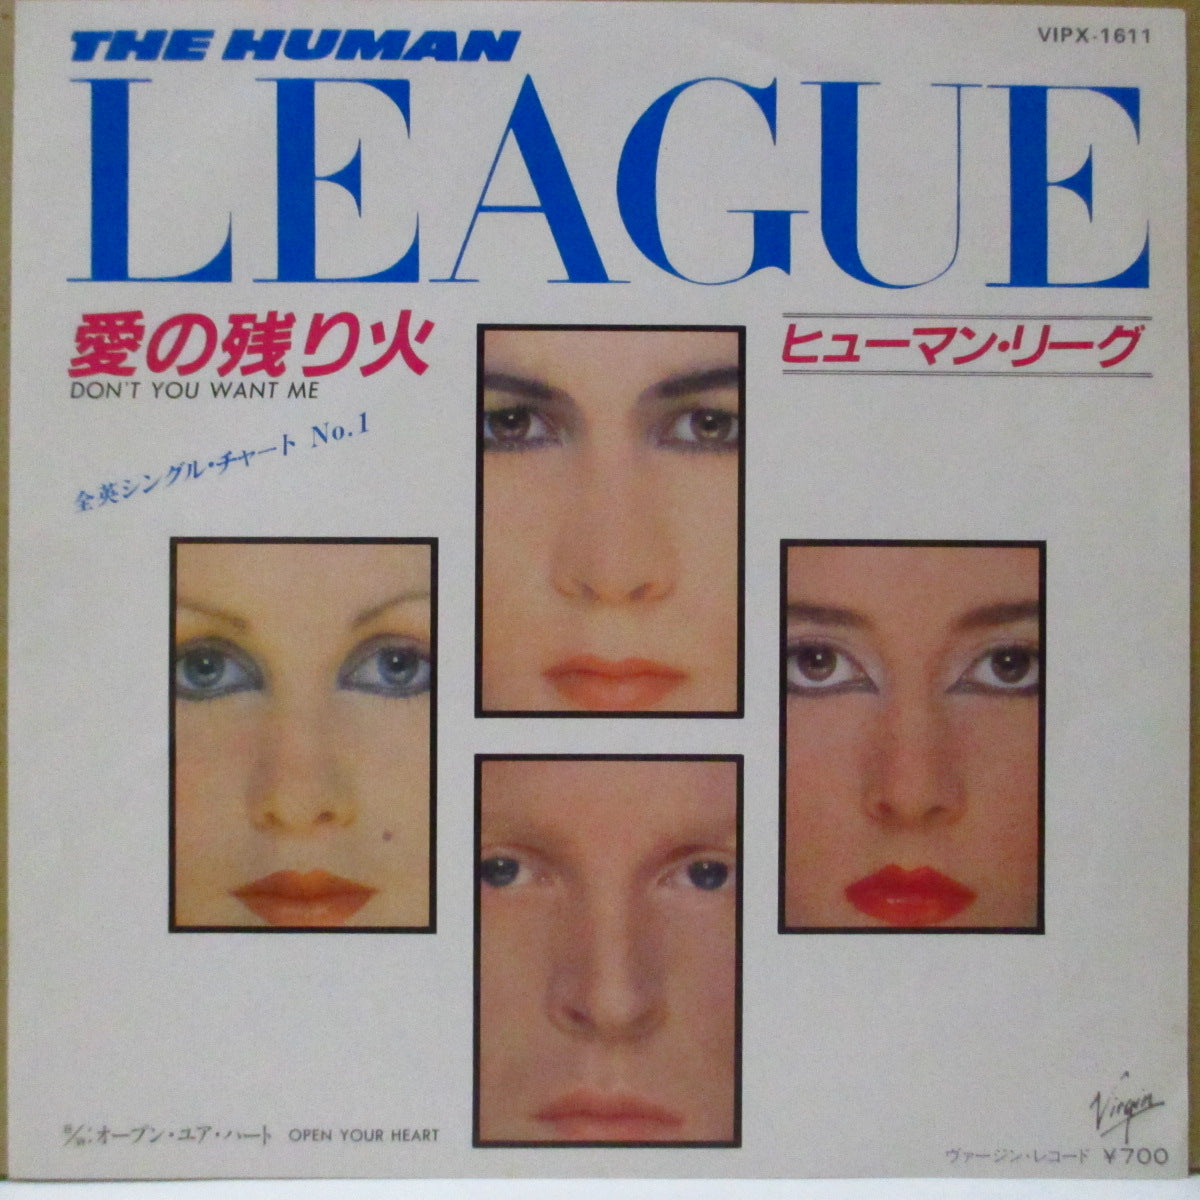 THE HUMAN
VIPX-1611
LEAGUE
愛の残り火
DON'T YOU WANT ME
ヒューマン・リーグ
全英シングル・チャート No.1
オープン・ユア・ハート OPEN YOUR HEART
Virgin
ヴァージン・レコード ¥700